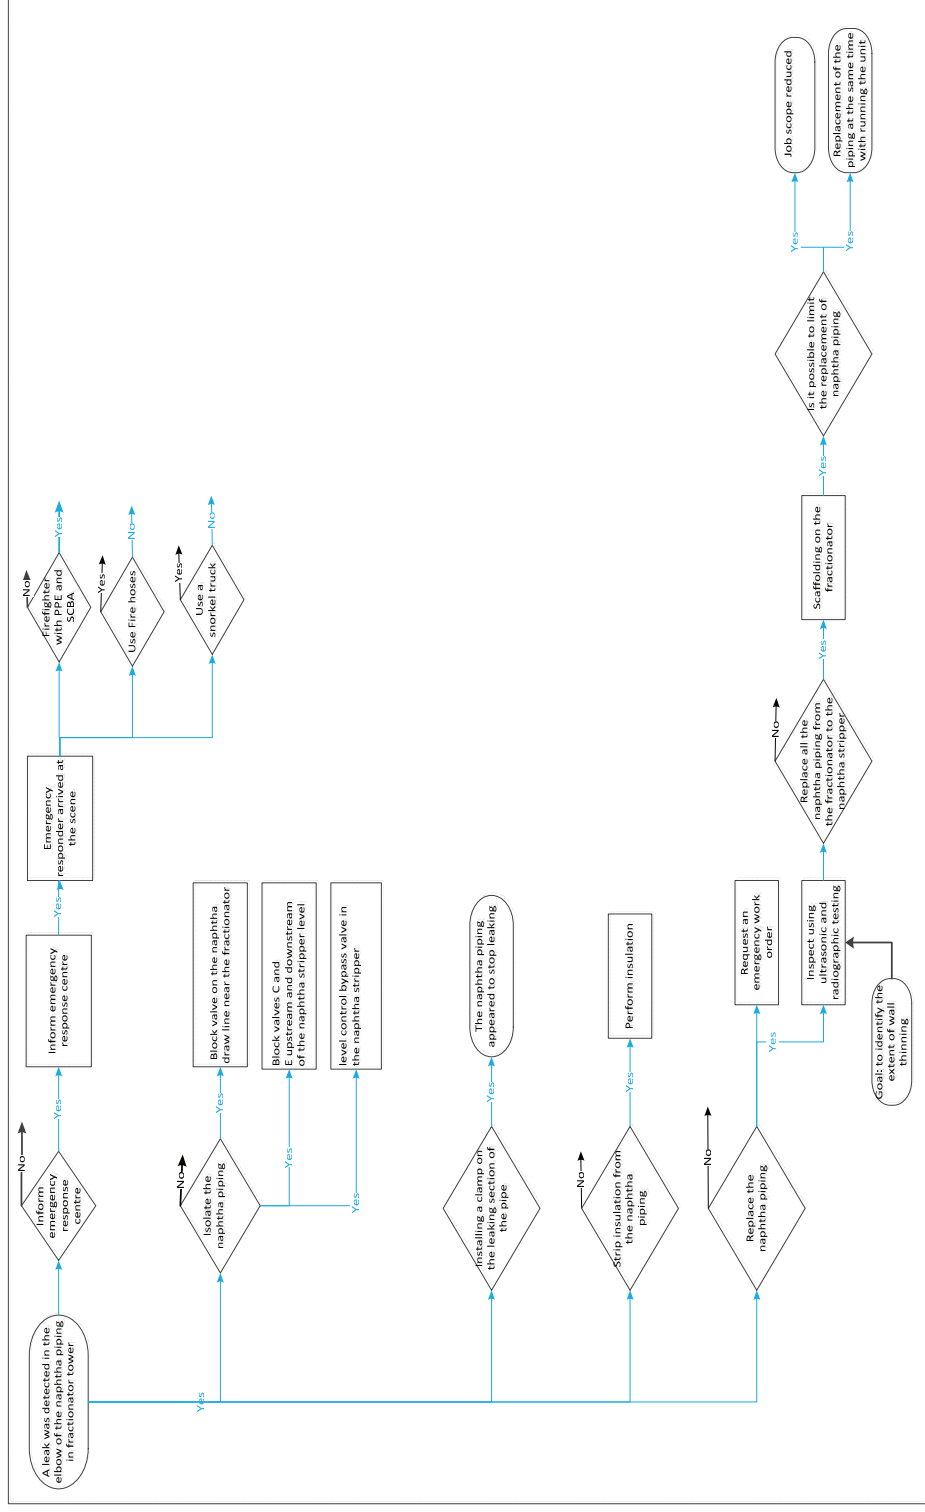 A leak was detected in the
elbow of the naphtha piping
in fractionator tower
Inform
emergency
response
centre
No
Yes
Inform emergency
response centre
Yes
Emergency
responder arrived at
the scene
Firefighter
with PPE and
SCBA
No
Yes
Use Fire hoses
Yes
No
Use a
snorkel truck
Yes
No
Yes
Isolate the
naphtha piping
No
Yes
Block valve on the naphtha
draw line near the fractionator
Yes
Block valves C and
E upstream and downstream
of the naphtha stripper level
Yes
level control bypass valve in
the naphtha stripper
Installing a clamp on
the leaking section of
the pipe
Yes
The naphtha piping
appeared to stop leaking
Strip insulation from
the naphtha
piping
No
Yes
Perform insulation
Replace the
naphtha piping
No
Yes
Request an
emergency work
order
Inspect using
ultrasonic and
radiographic testing
Goal: to identify the
extent of wall
thinning
Replace all the
naphtha piping from
the fractionator to the
naphtha stripper
No
Yes
Scaffolding on the
fractionator
Yes
Is it possible to limit
the replacement of
naphtha piping
Yes
Job scope reduced
Yes
Replacement of the
piping at the same time
with running the unit